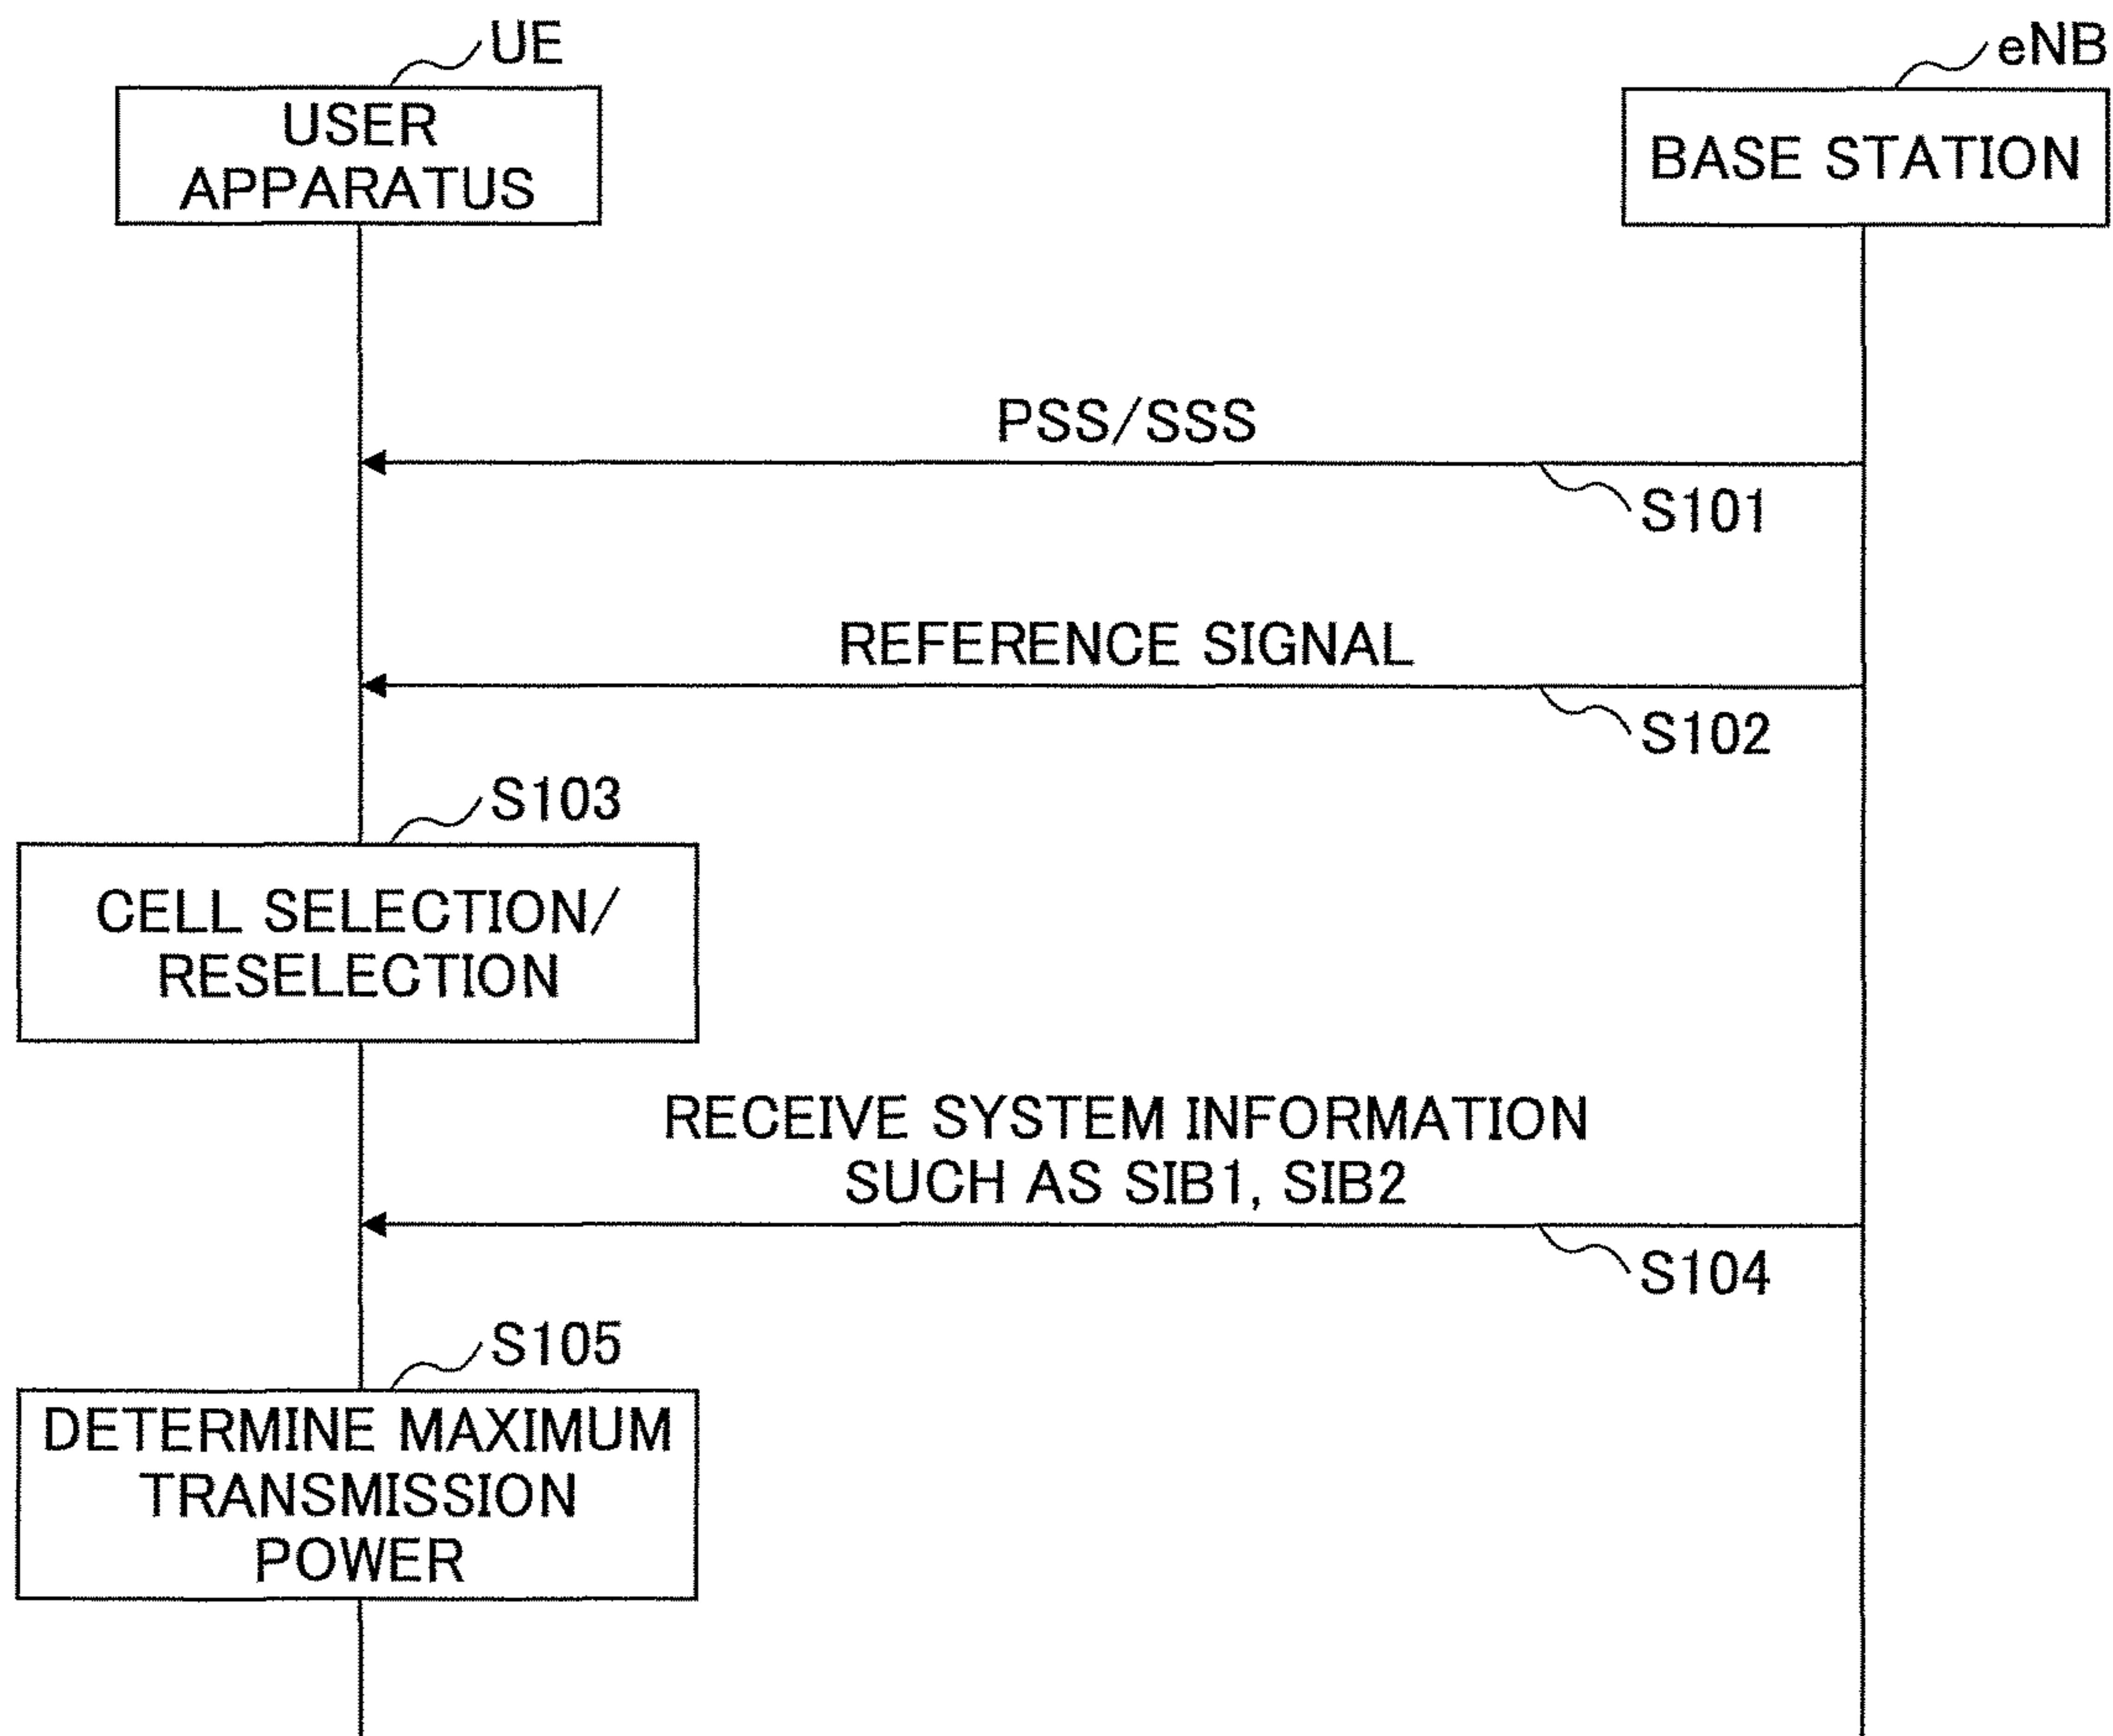 UE
eNB
USER
APPARATUS
BASE STATION
PSS/SSS
S101
REFERENCE SIGNAL
S102
S103
CELL SELECTION/
RESELECTION
RECEIVE SYSTEM INFORMATION
SUCH AS SIB1, SIB2
S104
S105
DETERMINE MAXIMUM
TRANSMISSION
POWER